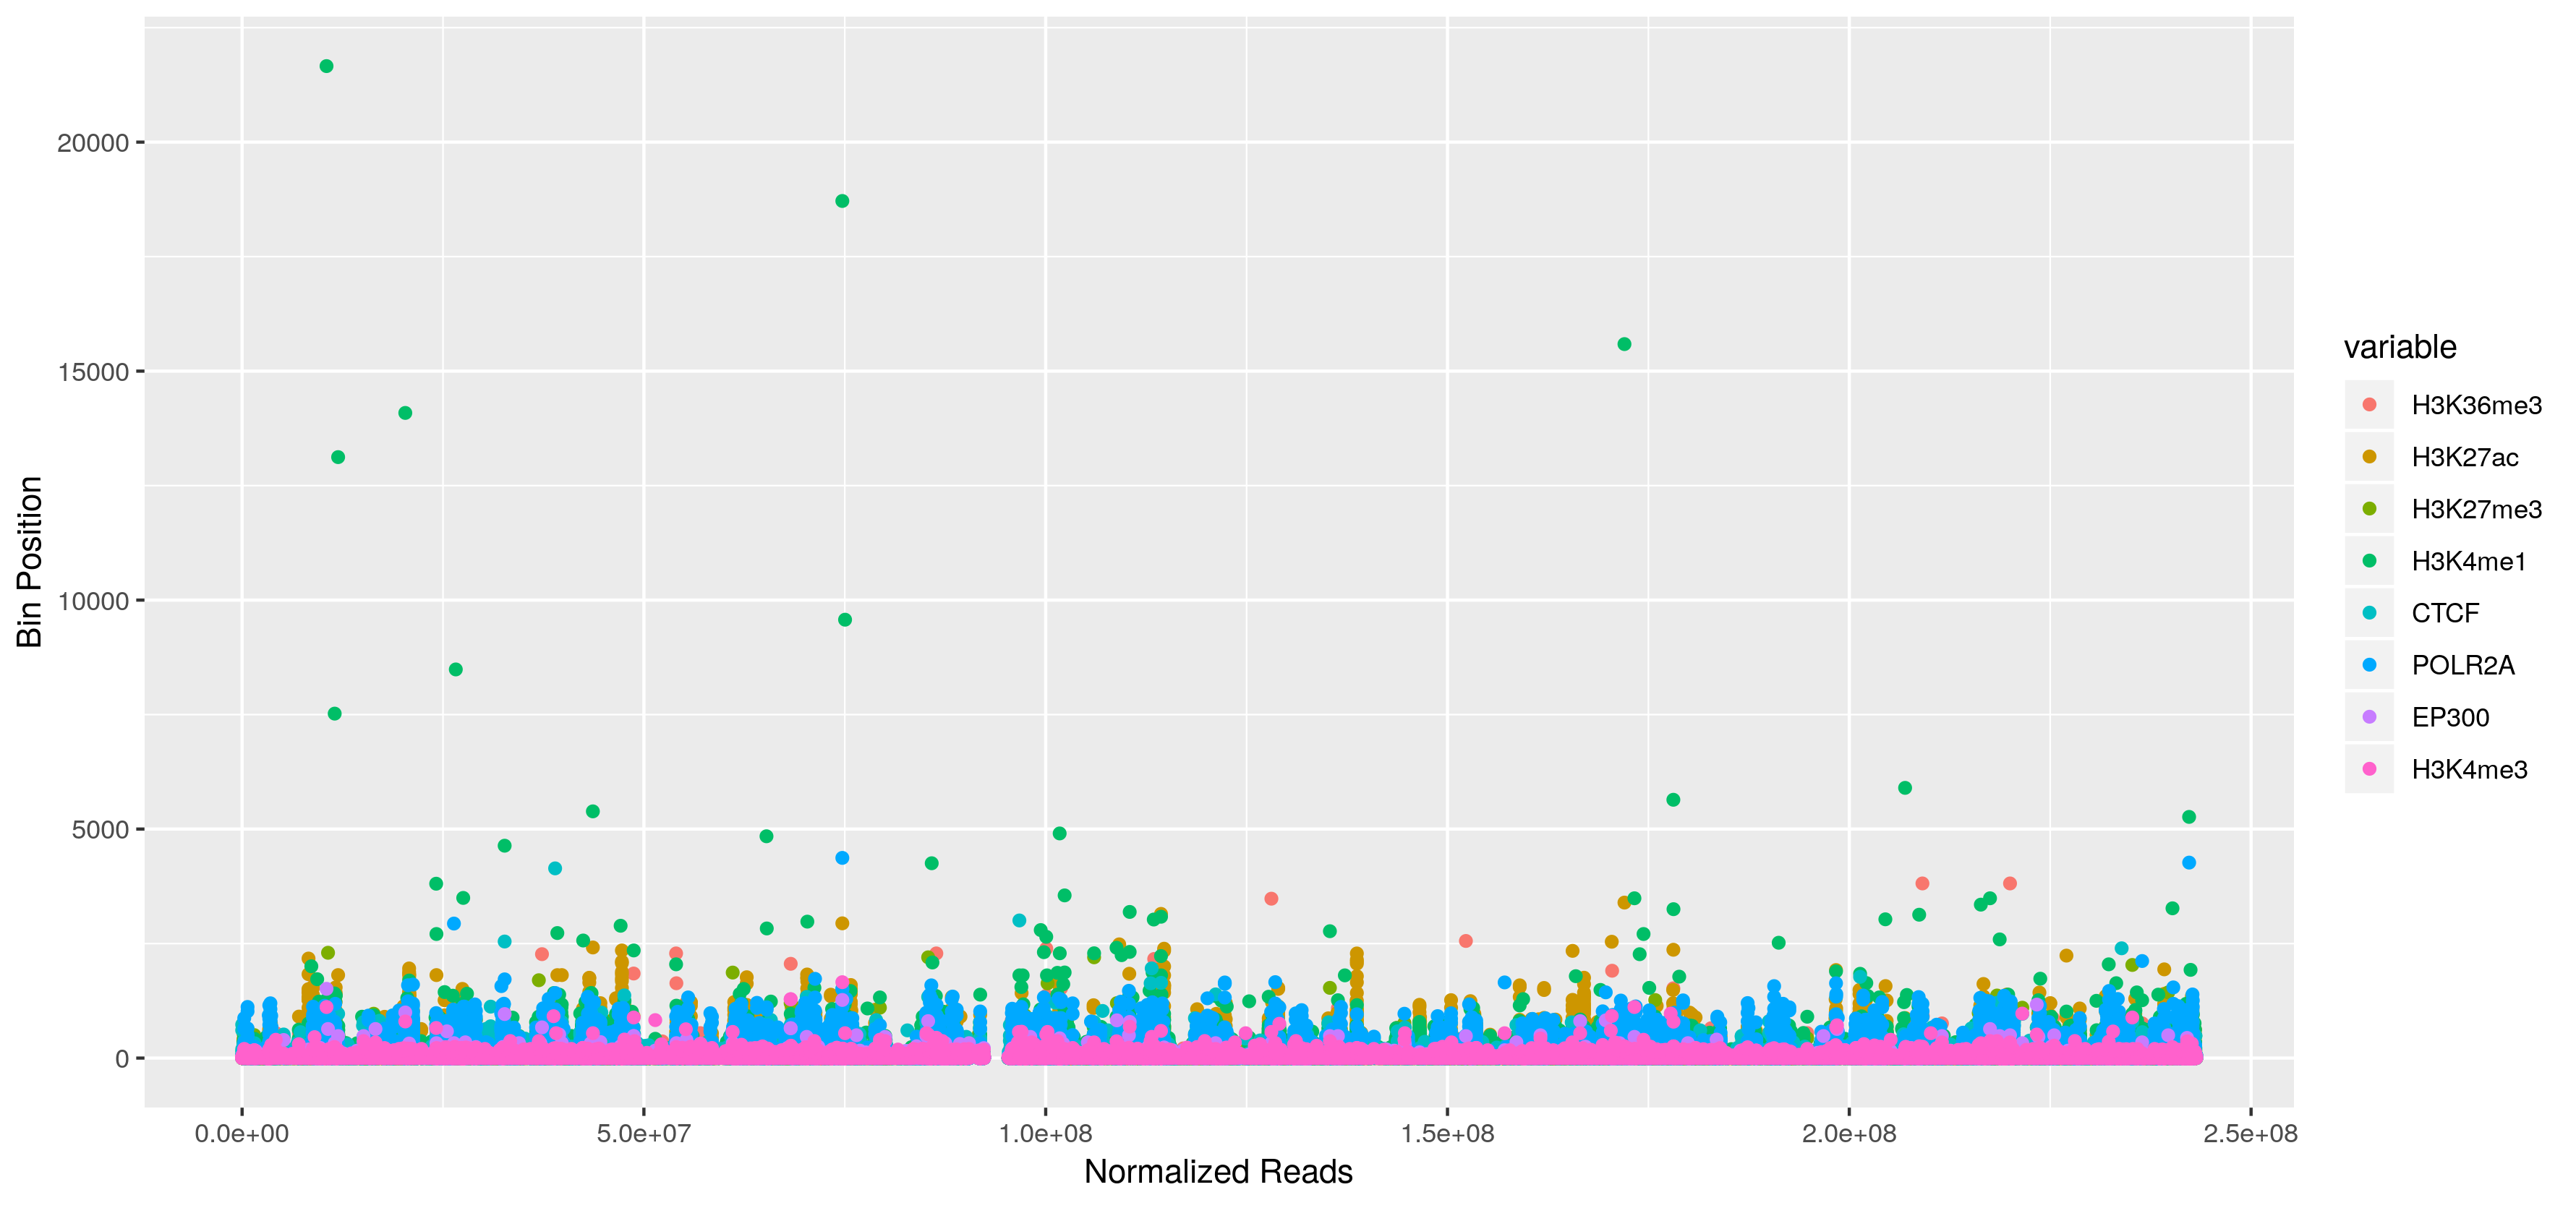 20000
15000
10000
5000
0
Bin Position
0.0e+00 5.0e+07 1.0e+08 1.5e+08 2.0e+08 2.5e+08
Normalized Reads
variable
H3K36me3
H3K27ac
H3K27me3
H3K4me1
CTCF
POLR2A
EP300
H3K4me3